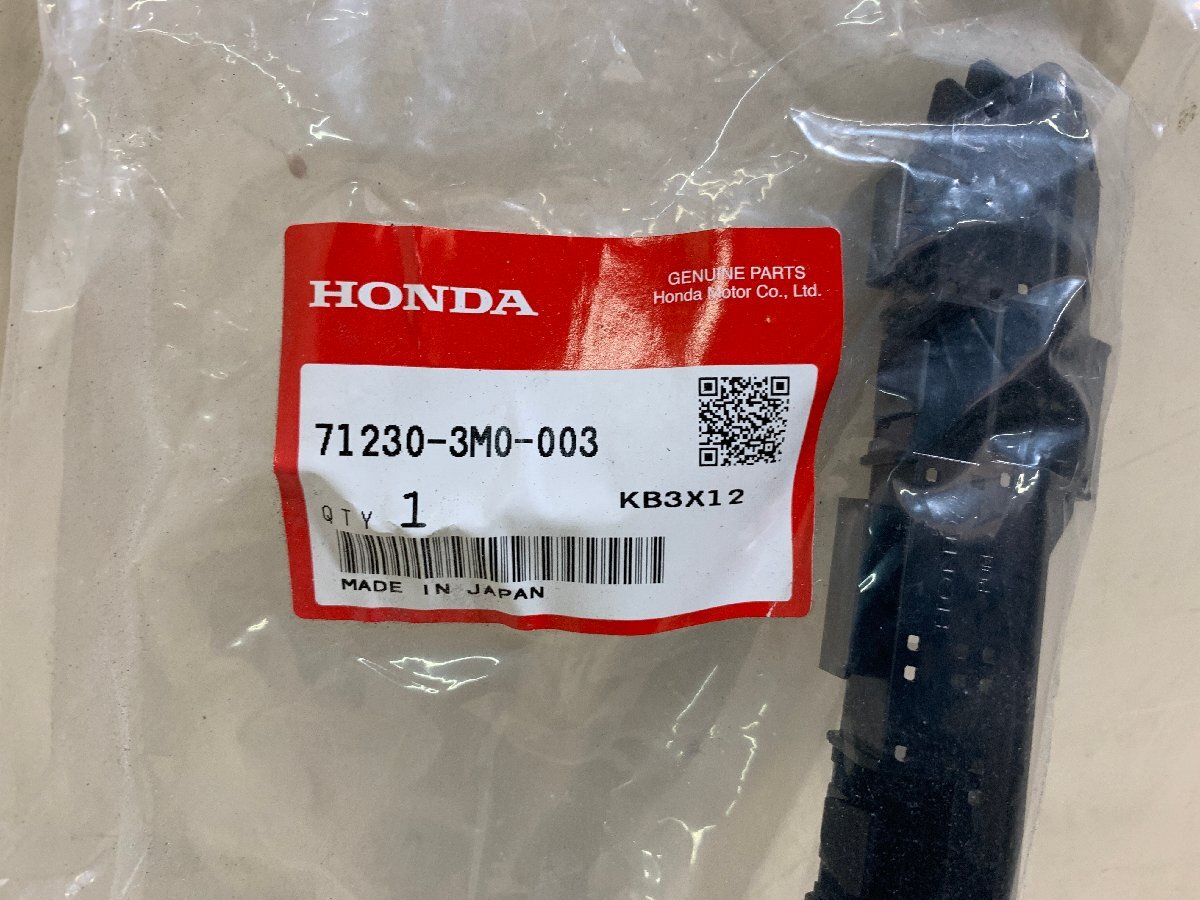 HONDA
GENUINE PARTS
Honda Motor Co., Ltd.
71230-3M0-003
QTY 1
KB3X12
MADE IN JAPAN